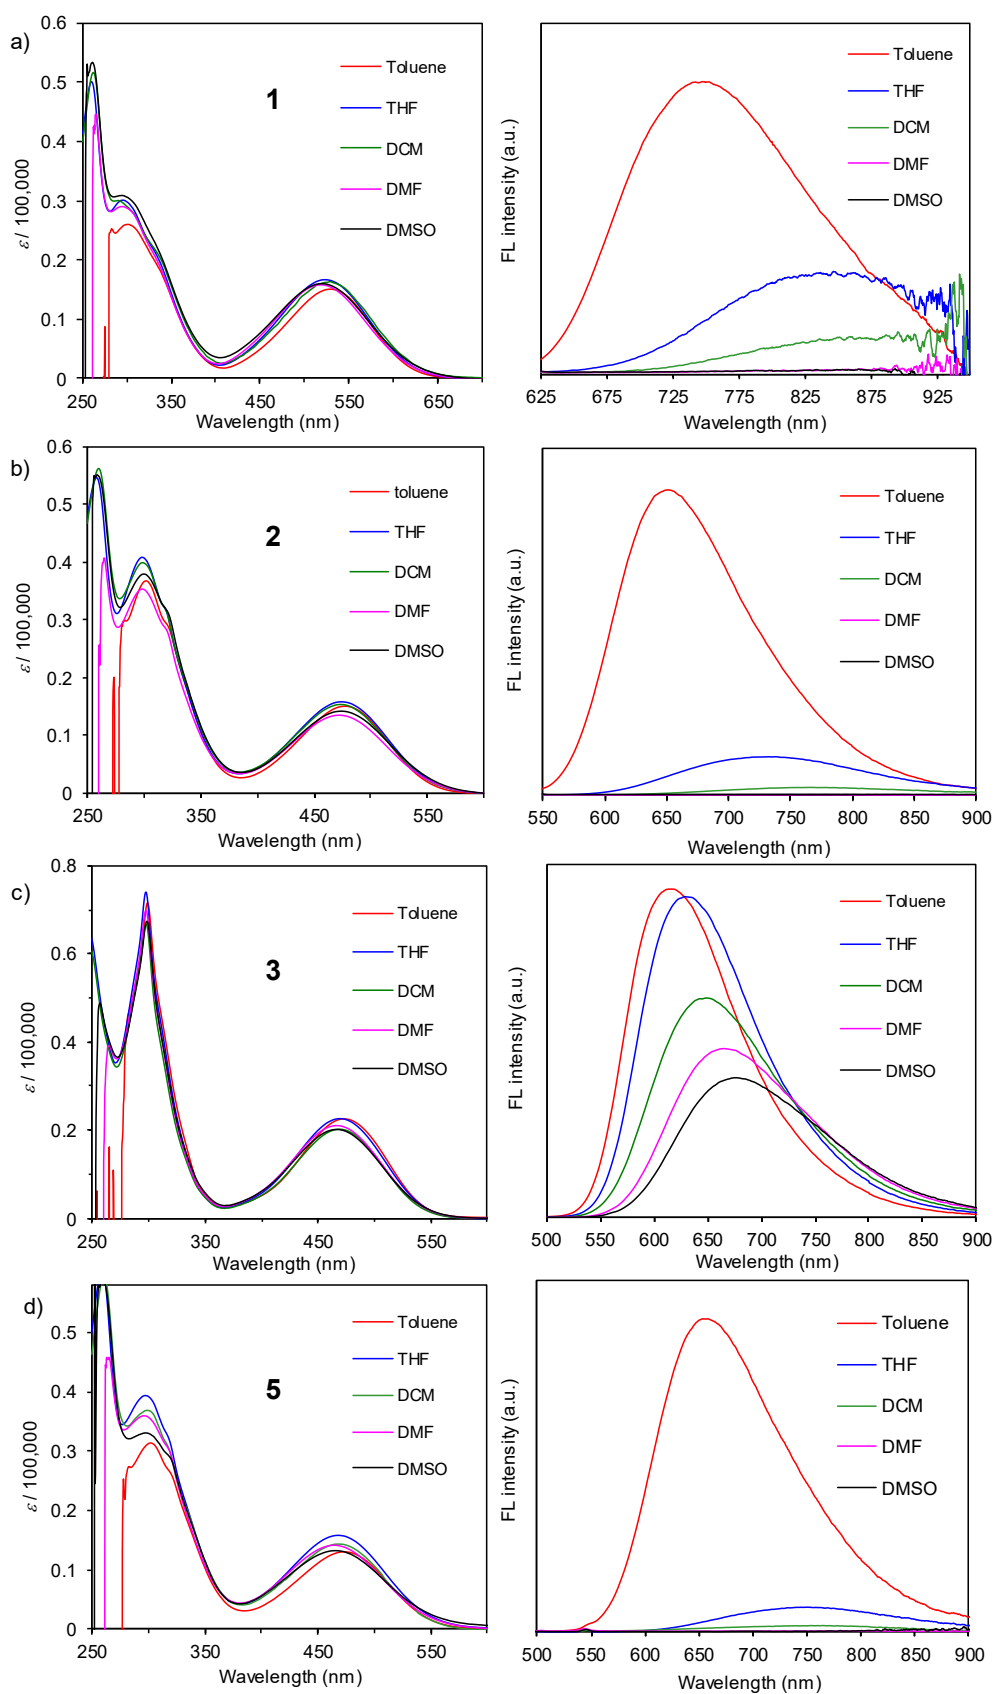 a)
0.6
0.5
0.4
0.3
0.2
0.1
0
ε / 100,000
1
Toluene
THF
DCM
DMF
DMSO
250 350 450 550 650
Wavelength (nm)
FL intensity (a.u.)
Toluene
THF
DCM
DMF
DMSO
625 675 725 775 825 875 925
Wavelength (nm)
b)
0.6
0.5
0.4
0.3
0.2
0.1
0
ε / 100,000
2
toluene
THF
DCM
DMF
DMSO
250 350 450 550
Wavelength (nm)
FL intensity (a.u.)
Toluene
THF
DCM
DMF
DMSO
550 600 650 700 750 800 850 900
Wavelength (nm)
c)
0.8
0.6
0.4
0.2
0
ε / 100,000
3
Toluene
THF
DCM
DMF
DMSO
250 350 450 550
Wavelength (nm)
FL intensity (a.u.)
Toluene
THF
DCM
DMF
DMSO
500 550 600 650 700 750 800 850 900
Wavelength (nm)
d)
0.5
0.4
0.3
0.2
0.1
0
ε / 100,000
5
Toluene
THF
DCM
DMF
DMSO
250 350 450 550
Wavelength (nm)
FL intensity (a.u.)
Toluene
THF
DCM
DMF
DMSO
500 550 600 650 700 750 800 850 900
Wavelength (nm)